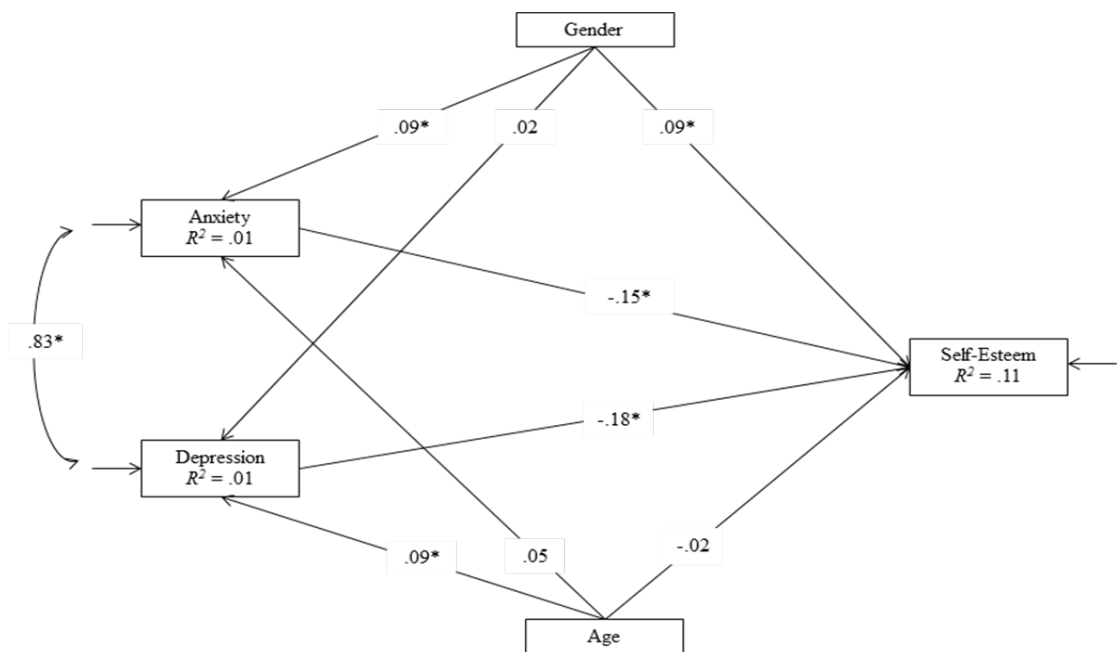 Gender
.09*
.02
.09*
Anxiety
R² = .01
-.15*
.83*
Self-Esteem
R² = .11
-.18*
Depression
R² = .01
.09*
.05
-.02
Age